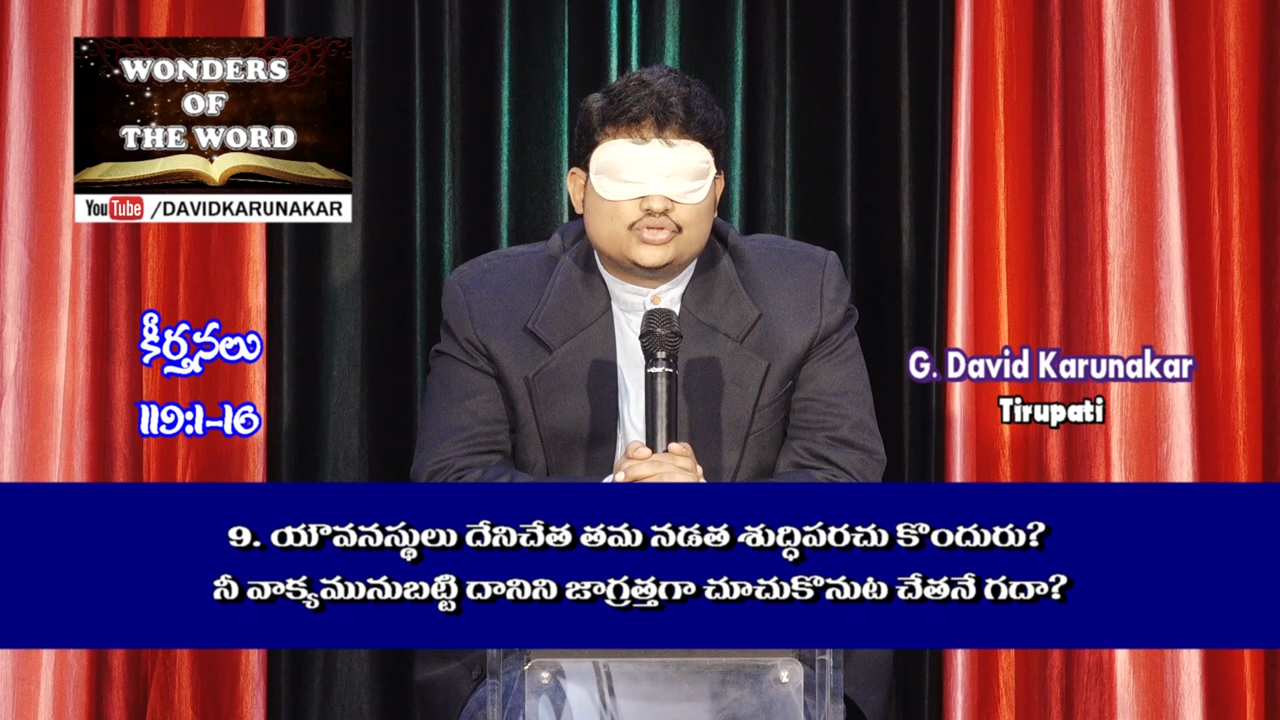 WONDERS
OF
THE WORD
YouTube /DAVIDKARUNAKAR
కీర్తనలు
119:1-16
G. David Karunakar
Tirupati
9. యౌవనస్థులు దేనిచేత తమ నడత శుద్ధిపరచు కొందురు?
నీ వాక్యమునుబట్టి దానిని జాగ్రత్తగా చూచుకొనుట చేతనే గదా?